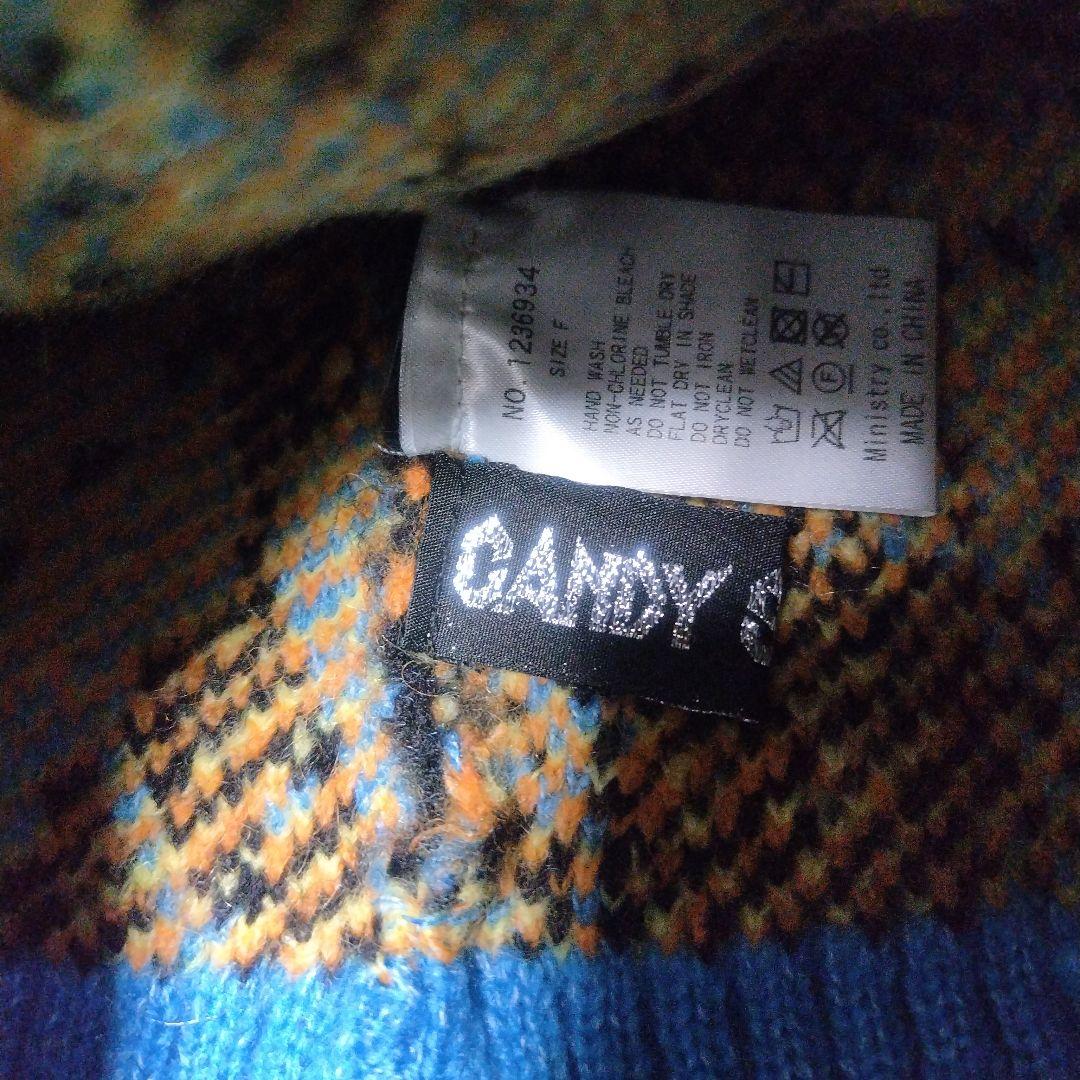 NO. 1236934
SIZE F
HAND WASH
NON-CHLORINE BLEACH
AS NEEDED
DO NOT TUMBLE DRY
FLAT DRY IN SHADE
DO NOT IRON
DRYCLEAN
DO NOT WETCLEAN
F
Ministry co.,ltd
MADE IN CHINA
CANDY